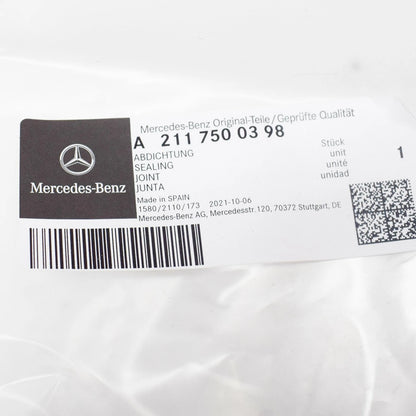 Mercedes-Benz Original-Teile/Geprüfte Qualität
A 211 750 03 98
ABDICHTUNG
SEALING
JOINT
JUNTA
Stück
unit
unité
unidad
1
Made in SPAIN
1580/2110/173 2021-10-06
Mercedes-Benz AG, Mercedesstr. 120, 70372 Stuttgart, DE
Mercedes-Benz